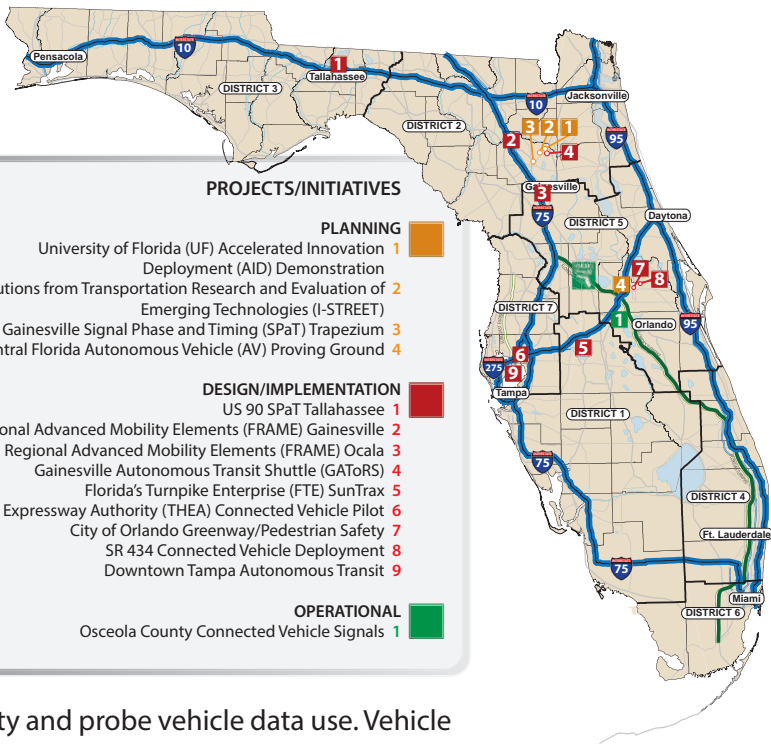 10
1
Pensacola
Tallahassee
DISTRICT 3
10
Jacksonville
DISTRICT 2
3 2 1
95
2
4
PROJECTS/INITIATIVES
Gainesville
3
75
Daytona
DISTRICT 5
PLANNING
University of Florida (UF) Accelerated Innovation 1
Deployment (AID) Demonstration
utions from Transportation Research and Evaluation of 2
Emerging Technologies (I-STREET)
Gainesville Signal Phase and Timing (SPaT) Trapezium 3
ntral Florida Autonomous Vehicle (AV) Proving Ground 4
7
8
4
DISTRICT 7
1
Orlando
95
5
6
275
9
Tampa
DESIGN/IMPLEMENTATION
US 90 SPaT Tallahassee 1
onal Advanced Mobility Elements (FRAME) Gainesville 2
Regional Advanced Mobility Elements (FRAME) Ocala 3
Gainesville Autonomous Transit Shuttle (GAToRS) 4
Florida's Turnpike Enterprise (FTE) SunTrax 5
Expressway Authority (THEA) Connected Vehicle Pilot 6
City of Orlando Greenway/Pedestrian Safety 7
SR 434 Connected Vehicle Deployment 8
Downtown Tampa Autonomous Transit 9
DISTRICT 1
75
DISTRICT 4
Ft. Lauderdale
75
Miami
DISTRICT 6
OPERATIONAL
Osceola County Connected Vehicle Signals 1
ty and probe vehicle data use. Vehicle